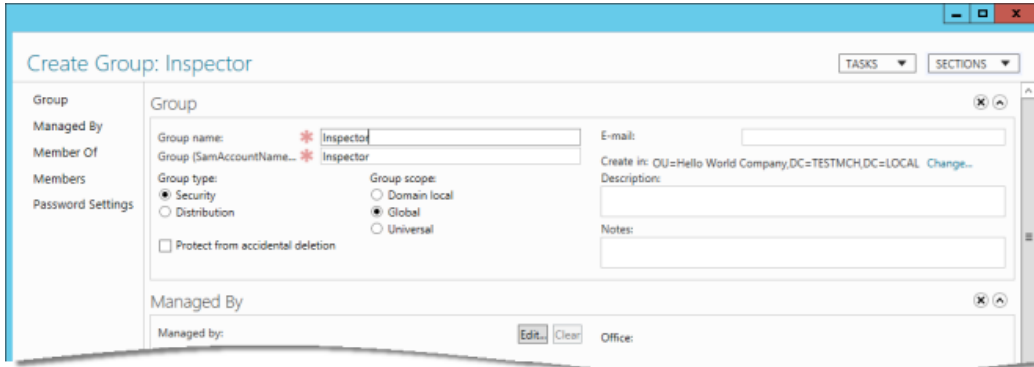 Create Group: Inspector
TASKS
SECTIONS
Group
Managed By
Member Of
Members
Password Settings
Group
Group name:
Inspector
Group (SamAccountName...
Inspector
Group type:
Security
Distribution
Group scope:
Domain local
Global
Universal
Protect from accidental deletion
E-mail:
Create in: OU=Hello World Company,DC=TESTMCH,DC=LOCAL Change...
Description:
Notes:
Managed By
Managed by:
Edit...
Clear
Office: